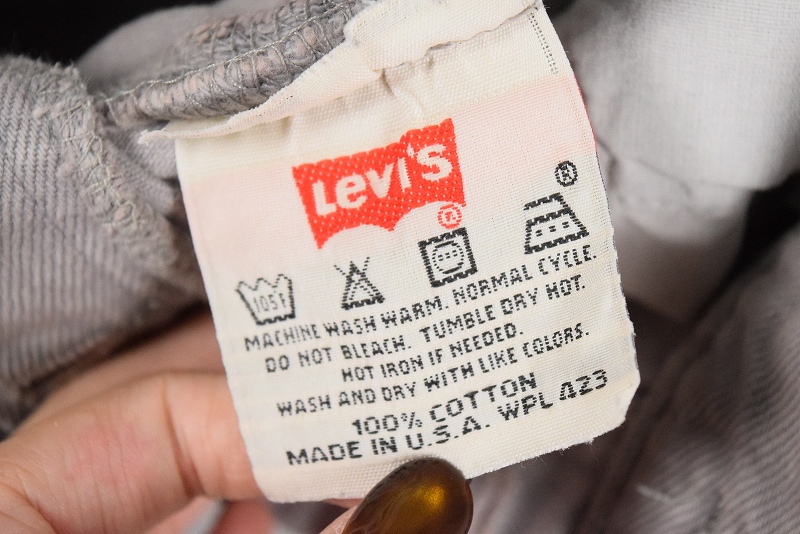 Levi's
®
®
105F
MACHINE WASH WARM. NORMAL CYCLE.
DO NOT BLEACH. TUMBLE DRY HOT.
HOT IRON IF NEEDED.
WASH AND DRY WITH LIKE COLORS.
100% COTTON
MADE IN U.S.A. WPL 423